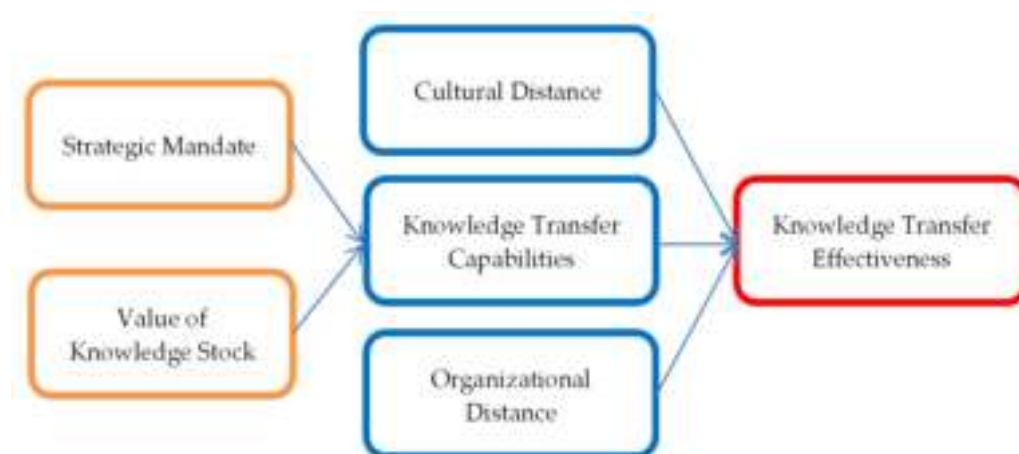 Strategic Mandate
Value of
Knowledge Stock
Cultural Distance
Knowledge Transfer
Capabilities
Organizational
Distance
Knowledge Transfer
Effectiveness